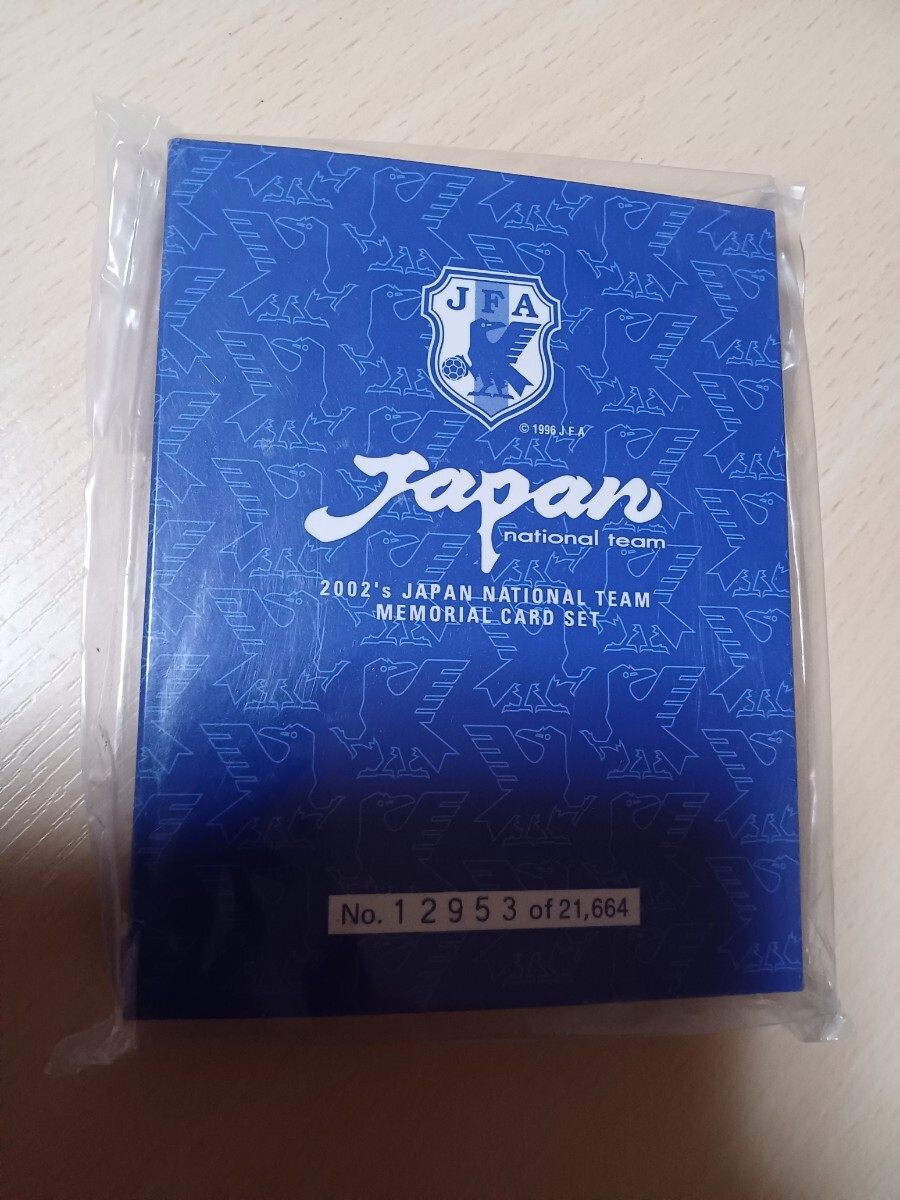 JFA
© 1996 J.F.A
Japan
national team
2002's JAPAN NATIONAL TEAM
MEMORIAL CARD SET
No. 12953 of 21,664